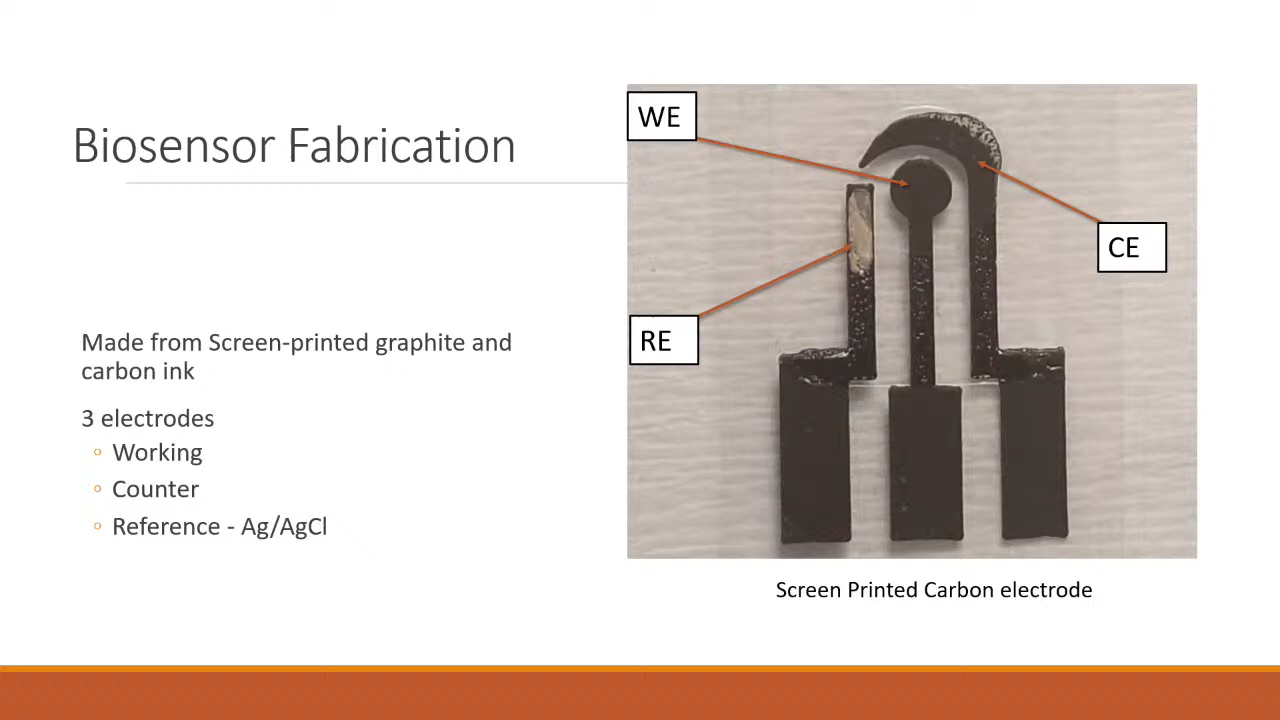 Biosensor Fabrication
Made from Screen-printed graphite and
carbon ink
3 electrodes
◦ Working
◦ Counter
◦ Reference - Ag/AgCl
WE
CE
RE
Screen Printed Carbon electrode